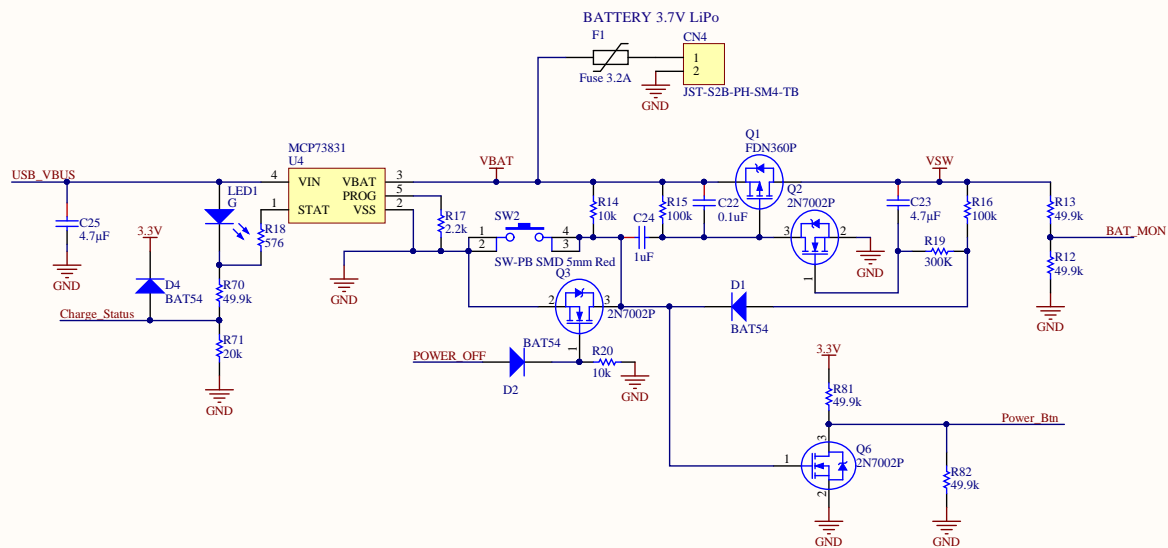 BATTERY 3.7V LiPo
F1
Fuse 3.2A
CN4
1
2
JST-S2B-PH-SM4-TB
GND
MCP73831
U4
USB_VBUS
4
VIN
STAT
1
VBAT
PROG
VSS
3
5
2
VBAT
Q1
FDN360P
VSW
LED1
G
C25
4.7µF
GND
3.3V
D4
BAT54
Charge_Status
R18
576
R70
49.9k
R71
20k
GND
R17
2.2k
GND
SW2
1
2
4
3
SW-PB SMD 5mm Red
R14
10k
C24
1uF
R15
100k
C22
0.1uF
Q2
2N7002P
3
2
1
GND
C23
4.7µF
R16
100k
R19
300K
R13
49.9k
BAT_MON
R12
49.9k
GND
Q3
2
3
2N7002P
1
D1
BAT54
POWER_OFF
BAT54
D2
R20
10k
GND
3.3V
R81
49.9k
Power_Btn
Q6
2N7002P
3
1
2
GND
R82
49.9k
GND